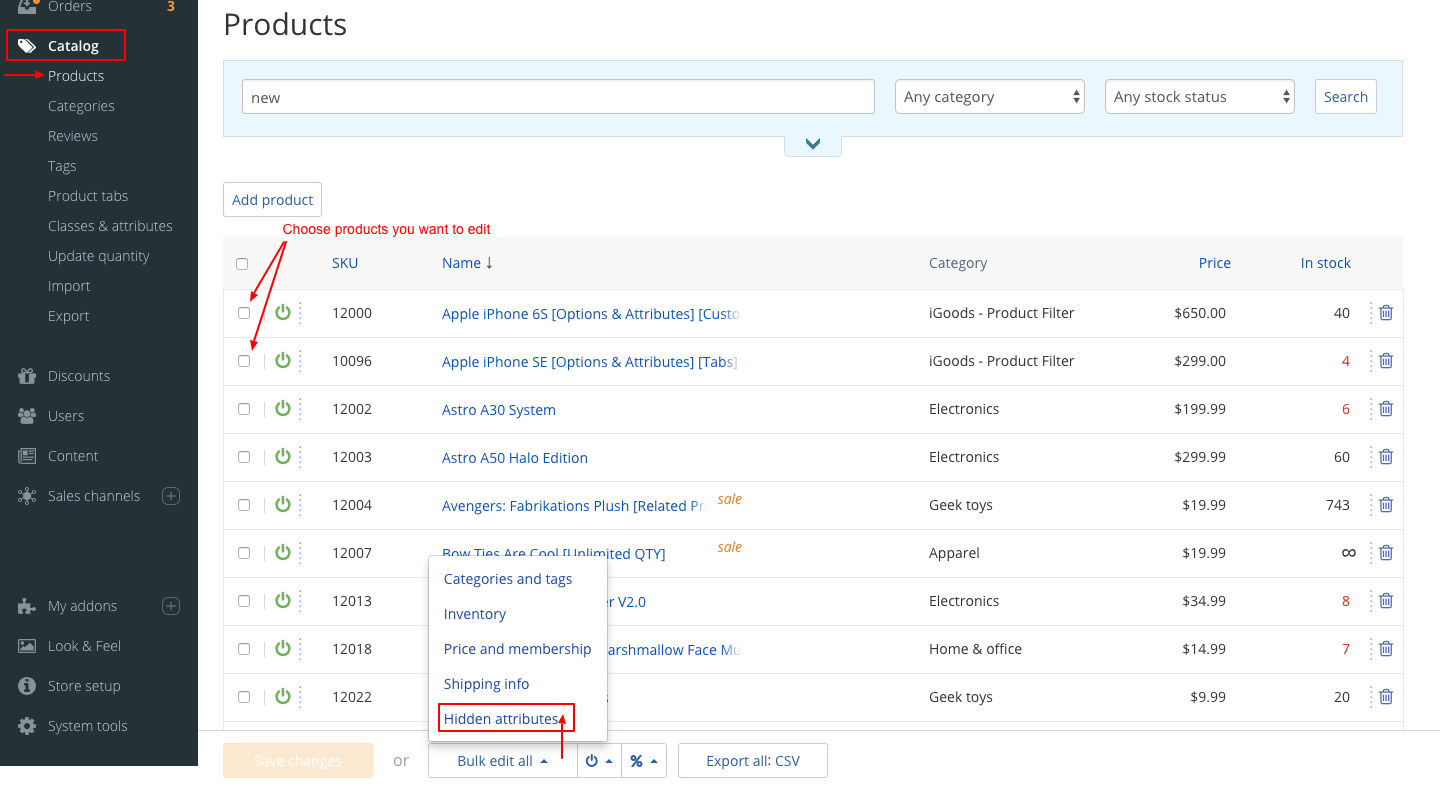 Orders 3
Catalog
Products
Categories
Reviews
Tags
Product tabs
Classes & attributes
Update quantity
Import
Export
Discounts
Users
Content
Sales channels
My addons
Look & Feel
Store setup
System tools
Products
new Any category Any stock status Search
Add product
Choose products you want to edit
SKU Name ↓ Category Price In stock
12000 Apple iPhone 6S [Options & Attributes] [Custo iGoods - Product Filter $650.00 40
10096 Apple iPhone SE [Options & Attributes] [Tabs] iGoods - Product Filter $299.00 4
12002 Astro A30 System Electronics $199.99 6
12003 Astro A50 Halo Edition Electronics $299.99 60
12004 Avengers: Fabrikations Plush [Related Pro sale Geek toys $19.99 743
12007 Bow Ties Are Cool [Unlimited QTY] sale Apparel $19.99 ∞
12013 er V2.0 Electronics $34.99 8
12018 arshmallow Face Mu Home & office $14.99 7
12022 Geek toys $9.99 20
Categories and tags
Inventory
Price and membership
Shipping info
Hidden attributes
Save changes or Bulk edit all % Export all: CSV